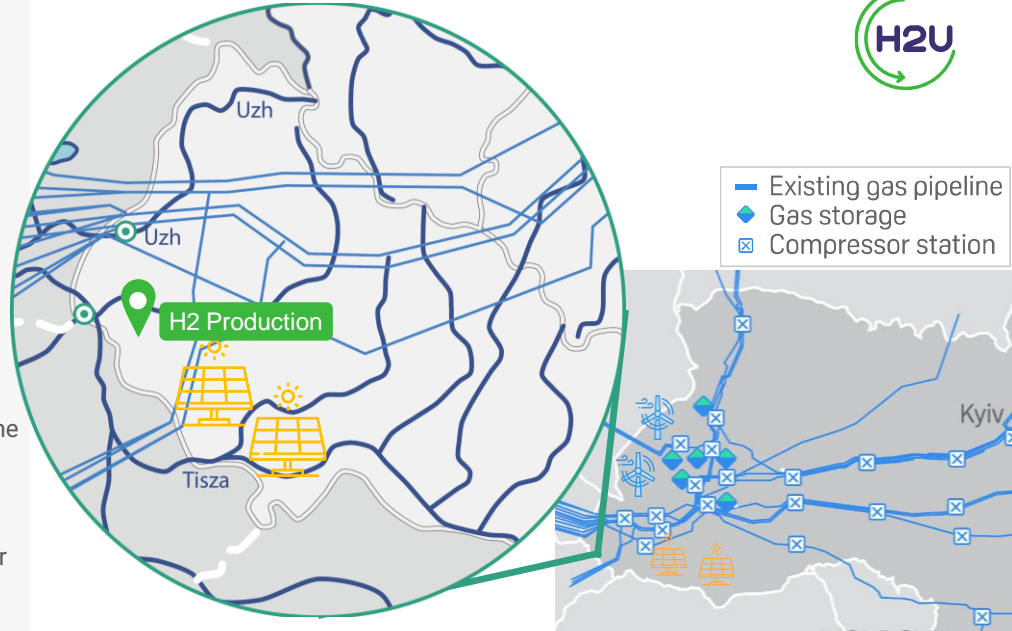 H2U
Existing gas pipeline
Gas storage
Compressor station
Uzh
Uzh
H2 Production
Tisza
Kyiv